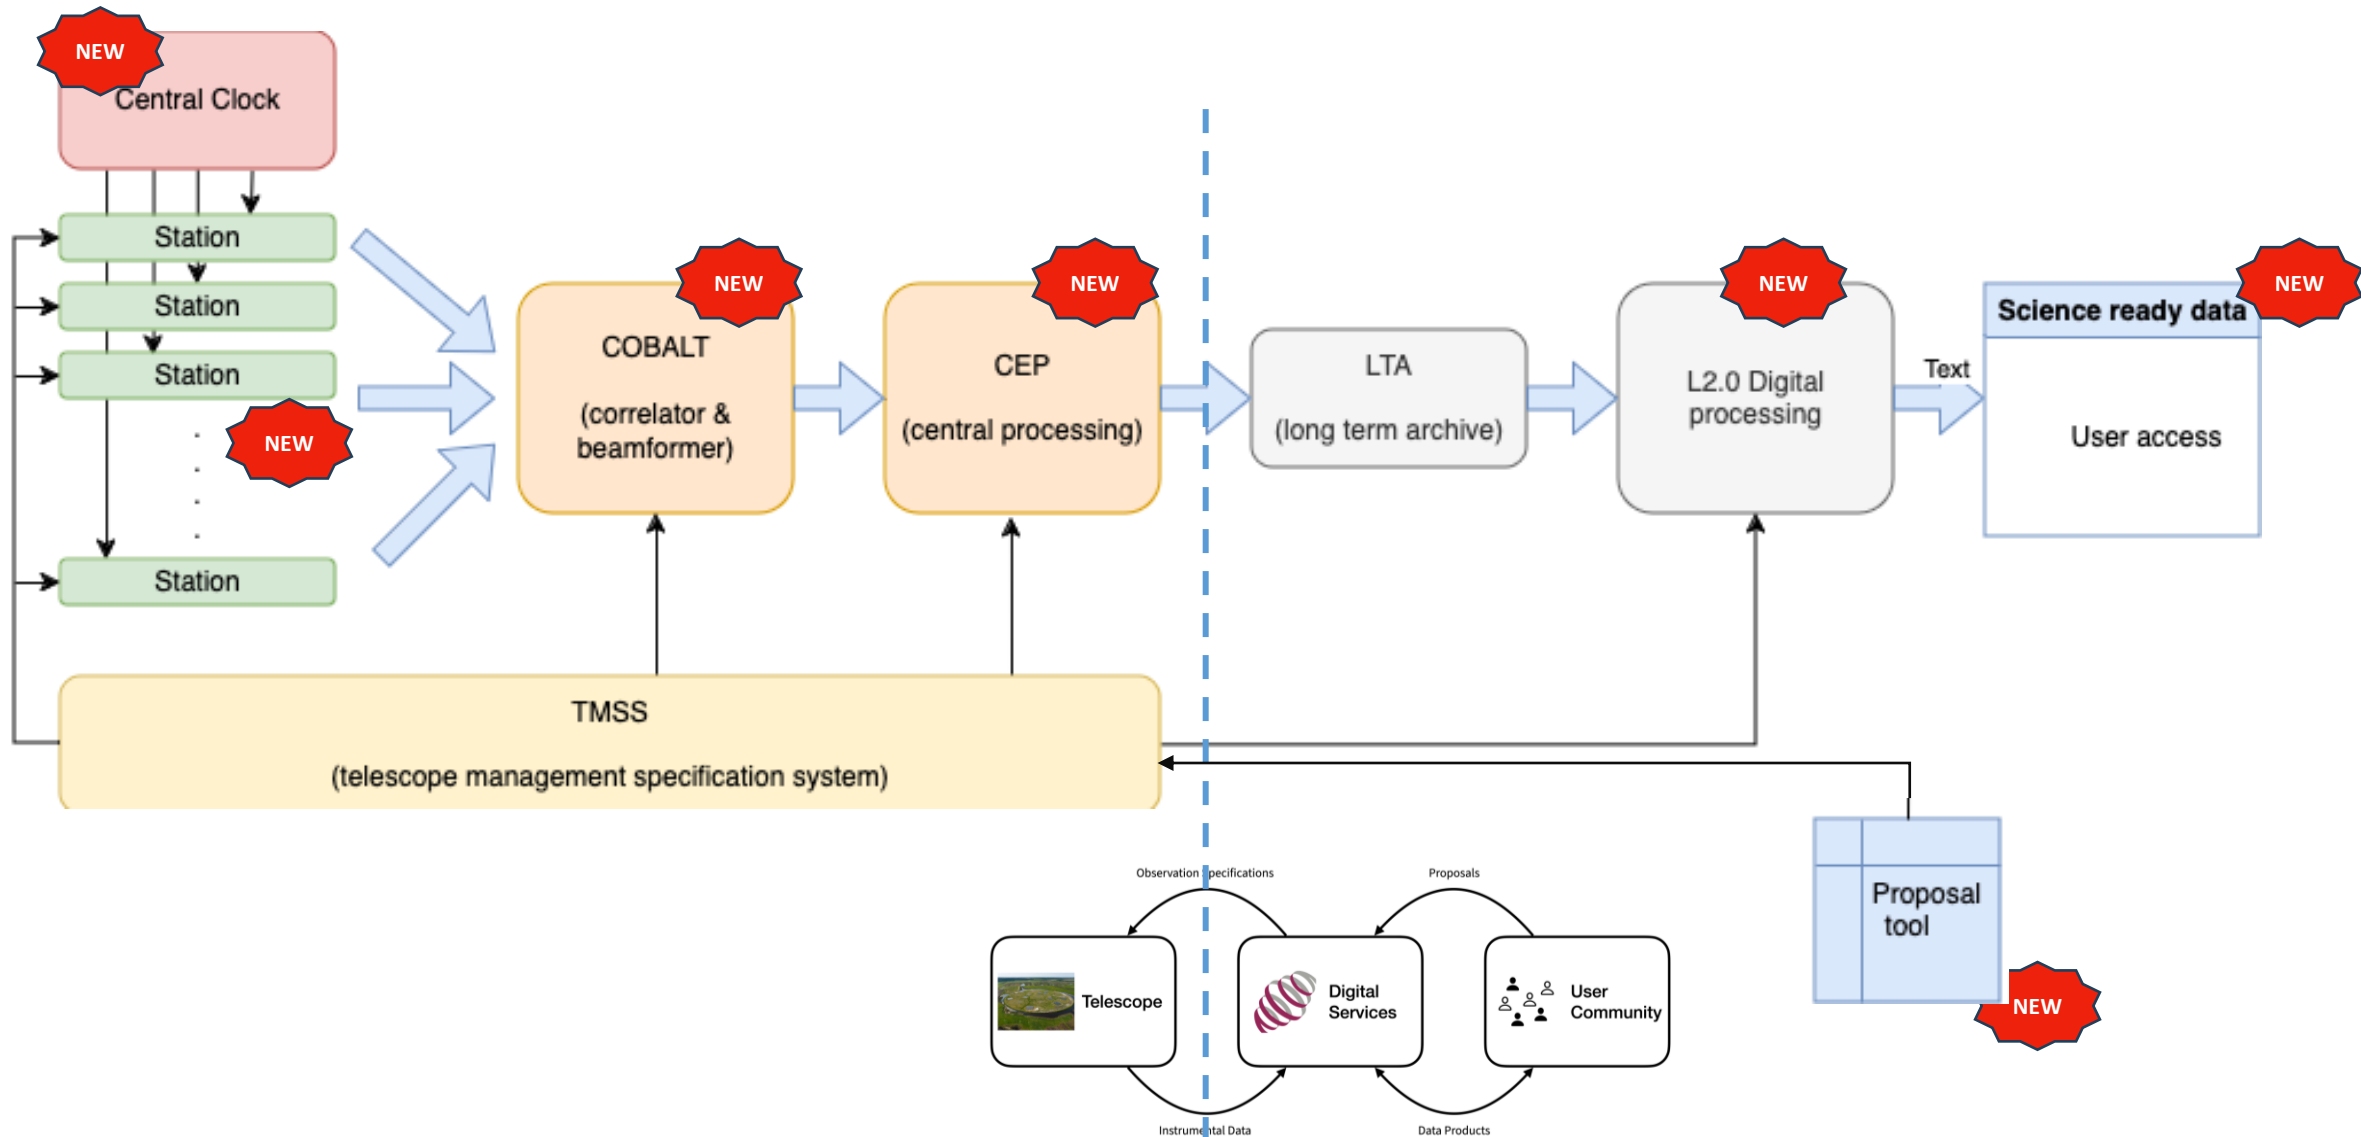 NEW
Central Clock
Station
Station
Station
NEW
Station
NEW
COBALT
(correlator &
beamformer)
NEW
CEP
(central processing)
LTA
(long term archive)
NEW
L2.0 Digital
processing
Text
NEW
Science ready data
User access
TMSS
(telescope management specification system)
Proposal
tool
NEW
Observation Specifications
Proposals
Telescope
Digital
Services
User
Community
Instrumental Data
Data Products